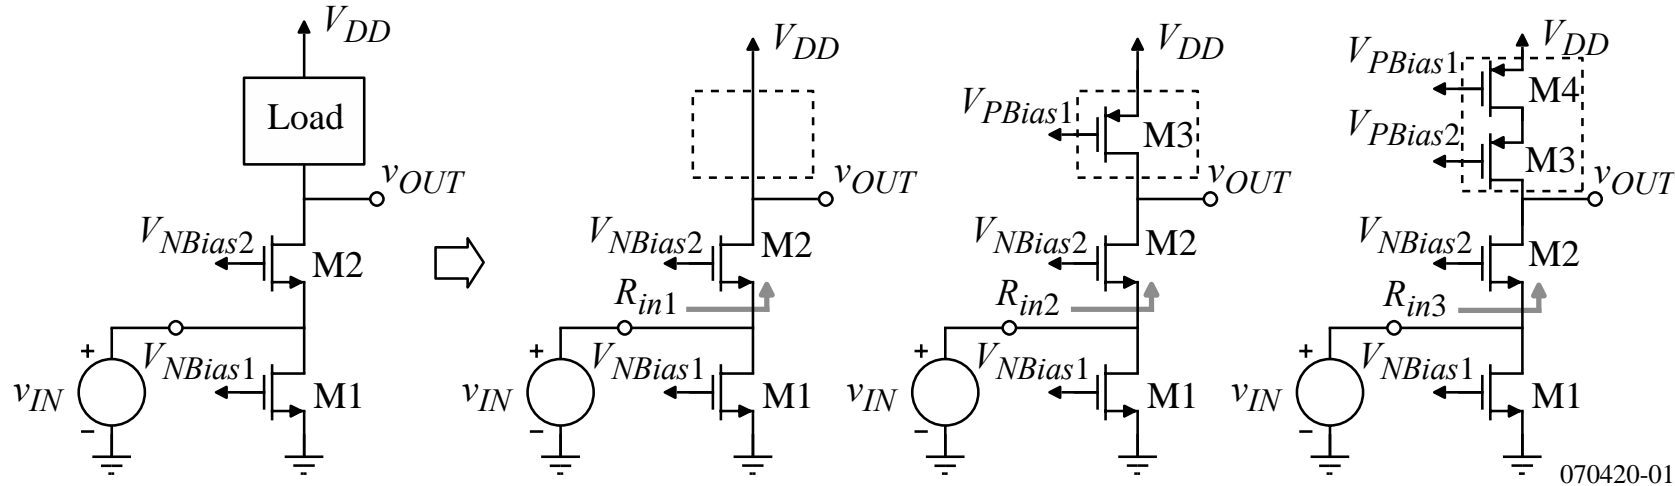 V_DD
Load
v_OUT
V_NBias2
M2
V_NBias1
v_IN
+
−
M1
V_DD
v_OUT
V_NBias2
M2
R_in1
V_NBias1
v_IN
+
−
M1
V_DD
V_PBias1
M3
v_OUT
V_NBias2
M2
R_in2
V_NBias1
v_IN
+
−
M1
V_DD
V_PBias1
M4
V_PBias2
M3
v_OUT
V_NBias2
M2
R_in3
V_NBias1
v_IN
+
−
M1
070420-01